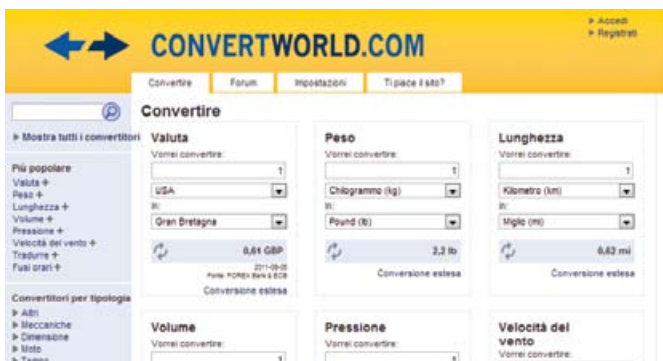 Accedi
Registrati
CONVERTWORLD.COM
Convertire
Forum
Impostazioni
Ti piace il sito?
Mostra tutti i convertitori
Più popolare
Valuta +
Peso +
Lunghezza +
Volume +
Pressione +
Velocità del vento +
Tradurre +
Fusi orari +
Convertitori per tipologia
Altri
Meccaniche
Dimensione
Moto
Tempo
Convertire
Valuta
Vorrei convertire:
1
USA
In:
Gran Bretagna
0,61 GBP
2011-09-05
Fonte: FOREX Bank & ECB
Conversione estesa
Peso
Vorrei convertire:
1
Chilogrammo (kg)
In:
Pound (lb)
2,2 lb
Conversione estesa
Lunghezza
Vorrei convertire:
1
Kilometro (km)
In:
Miglio (mi)
0,62 mi
Conversione estesa
Volume
Vorrei convertire:
1
Pressione
Vorrei convertire:
1
Velocità del
vento
Vorrei convertire: